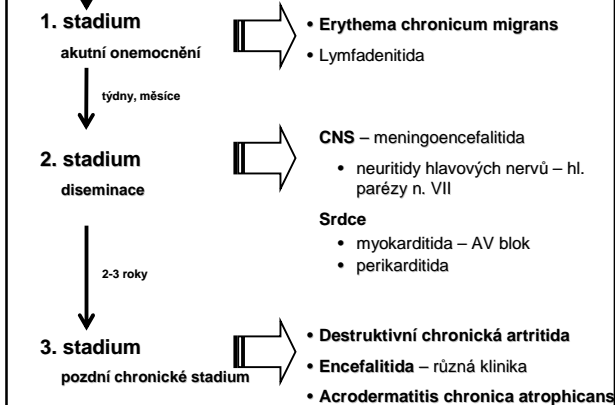 1. stadium
akutní onemocnění
• Erythema chronicum migrans
• Lymfadenitida
týdny, měsíce
2. stadium
diseminace
CNS – meningoencefalitida
• neuritidy hlavových nervů – hl.
parézy n. VII
Srdce
• myokarditida – AV blok
• perikarditida
2-3 roky
3. stadium
pozdní chronické stadium
• Destruktivní chronická artritida
• Encefalitida – různá klinika
• Acrodermatitis chronica atrophicans